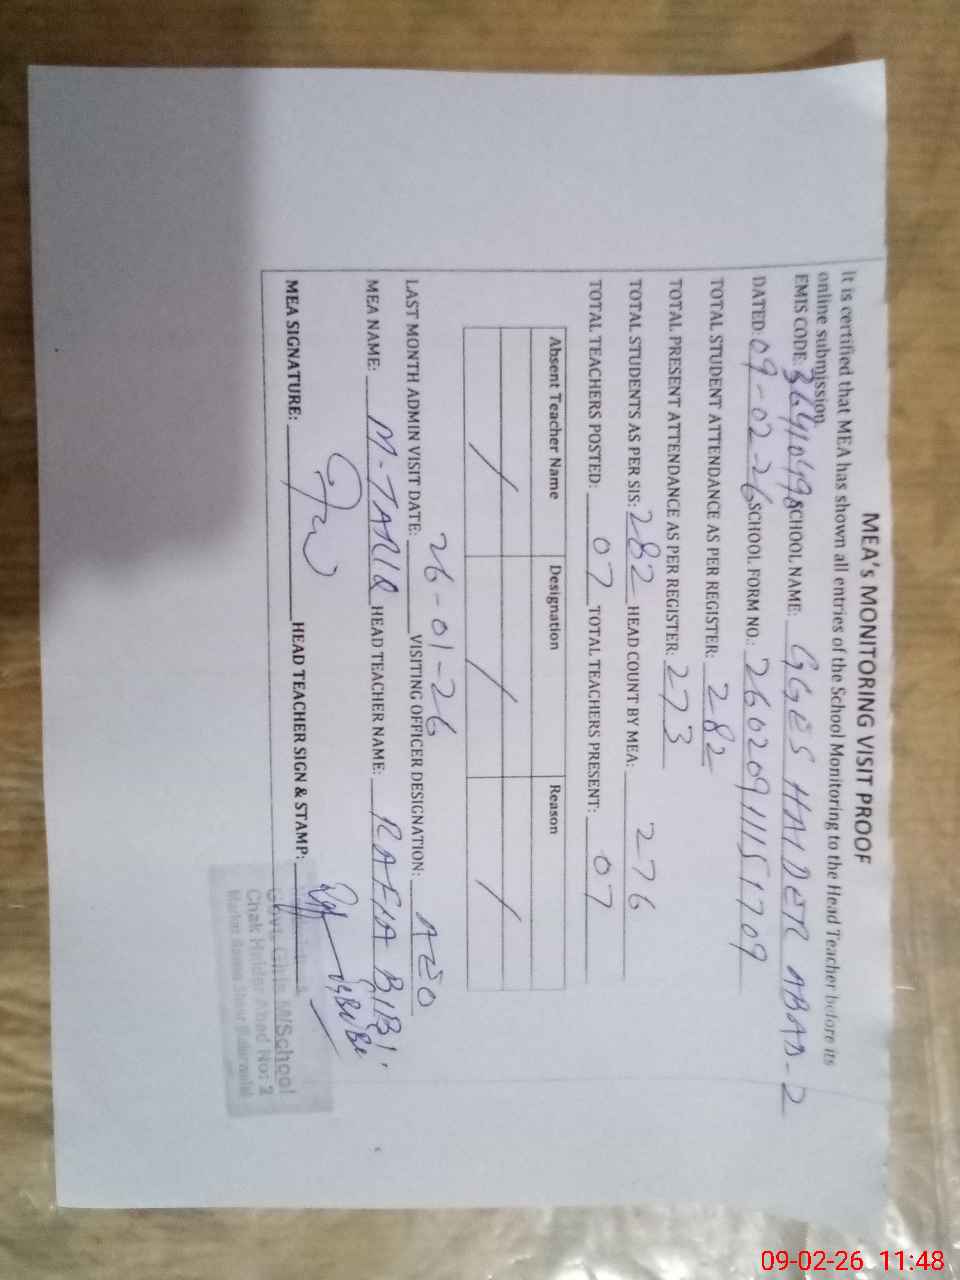 MEA's MONITORING VISIT PROOF
It is certified that MEA has shown all entries of the School Monitoring to the Head Teacher before its
online submission.
EMIS CODE: 36410498 SCHOOL NAME: GGES HAIDER ABAD-2
DATED: 09-02-26 SCHOOL FORM NO.: 26020911151709
TOTAL STUDENT ATTENDANCE AS PER REGISTER: 282
TOTAL PRESENT ATTENDANCE AS PER REGISTER: 273
TOTAL STUDENTS AS PER SIS: 282 HEAD COUNT BY MEA: 276
TOTAL TEACHERS POSTED: 07 TOTAL TEACHERS PRESENT: 07
Absent Teacher Name Designation Reason
/ / /
LAST MONTH ADMIN VISIT DATE: 26-01-26 VISITING OFFICER DESIGNATION: AEO
MEA NAME: M-TARIQ HEAD TEACHER NAME: RAFIA BIBI
MEA SIGNATURE: HEAD TEACHER SIGN & STAMP:
Govt. Girls M/School
Chak Haider Abad No: 2
09-02-26 11:48